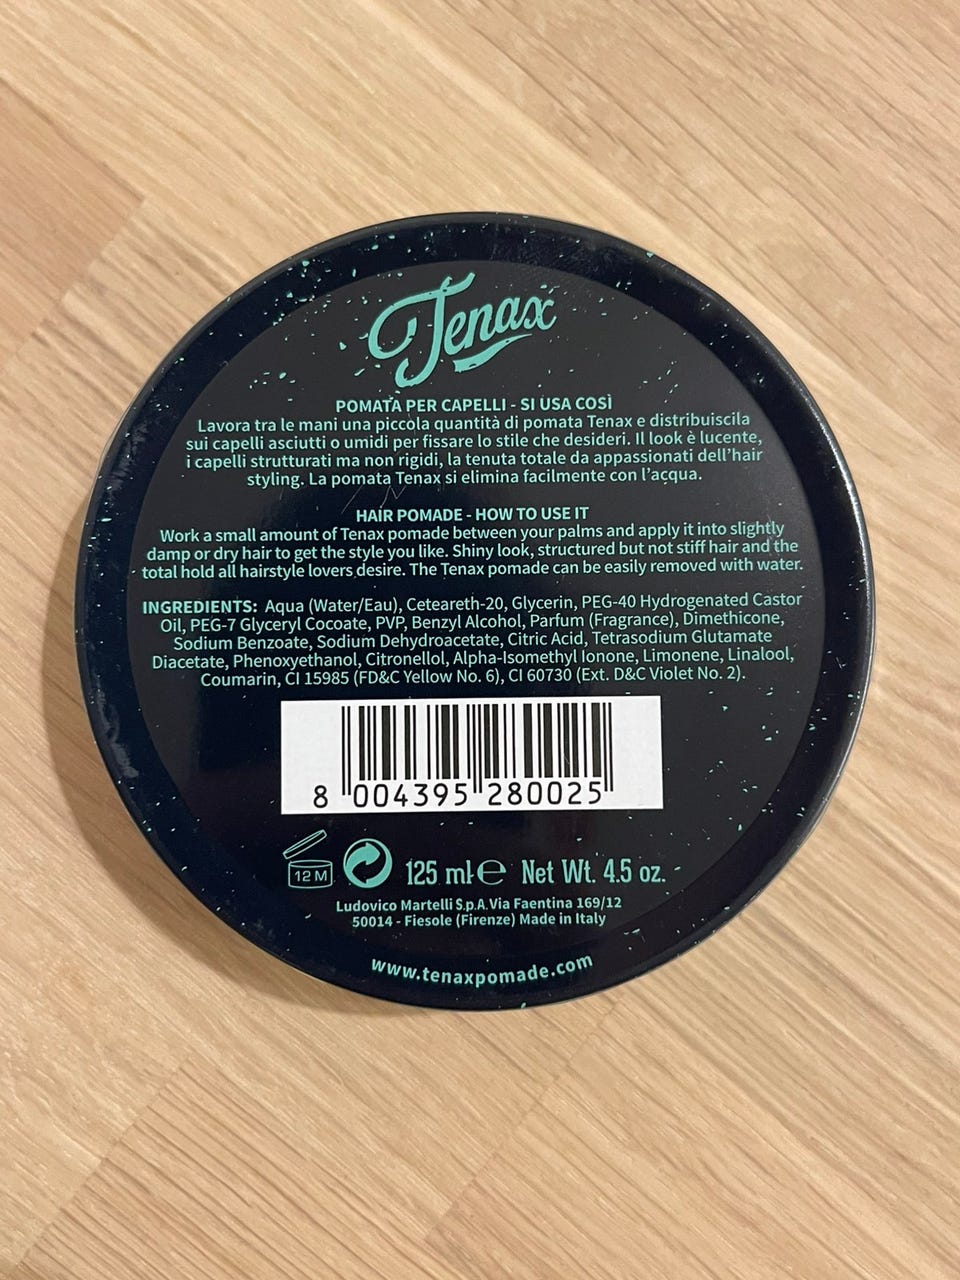 Tenax
POMATA PER CAPELLI - SI USA COSÌ
Lavora tra le mani una piccola quantità di pomata Tenax e distribuiscila
sui capelli asciutti o umidi per fissare lo stile che desideri. Il look è lucente,
i capelli strutturati ma non rigidi, la tenuta totale da appassionati dell'hair
styling. La pomata Tenax si elimina facilmente con l'acqua.
HAIR POMADE - HOW TO USE IT
Work a small amount of Tenax pomade between your palms and apply it into slightly
damp or dry hair to get the style you like. Shiny look, structured but not stiff hair and the
total hold all hairstyle lovers desire. The Tenax pomade can be easily removed with water.
INGREDIENTS: Aqua (Water/Eau), Ceteareth-20, Glycerin, PEG-40 Hydrogenated Castor
Oil, PEG-7 Glyceryl Cocoate, PVP, Benzyl Alcohol, Parfum (Fragrance), Dimethicone,
Sodium Benzoate, Sodium Dehydroacetate, Citric Acid, Tetrasodium Glutamate
Diacetate, Phenoxyethanol, Citronellol, Alpha-Isomethyl Ionone, Limonene, Linalool,
Coumarin, CI 15985 (FD&C Yellow No. 6), CI 60730 (Ext. D&C Violet No. 2).
8 004395 280025
12 M 125 ml e Net Wt. 4.5 oz.
Ludovico Martelli S.p.A. Via Faentina 169/12
50014 - Fiesole (Firenze) Made in Italy
www.tenaxpomade.com